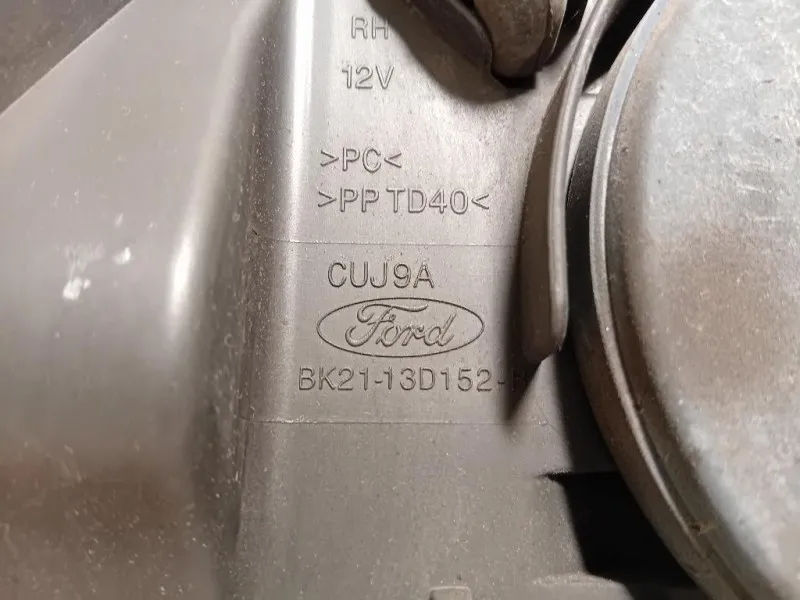 RH
12V
>PC<
>PP TD40<
CUJ9A
Ford
BK21-13D152-